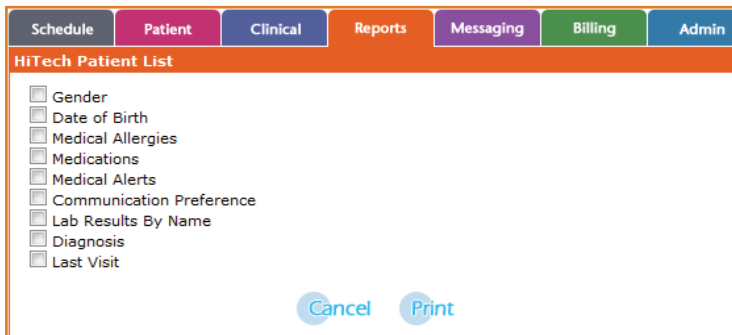 Schedule Patient Clinical Reports Messaging Billing Admin
HiTech Patient List
Gender
Date of Birth
Medical Allergies
Medications
Medical Alerts
Communication Preference
Lab Results By Name
Diagnosis
Last Visit
Cancel Print